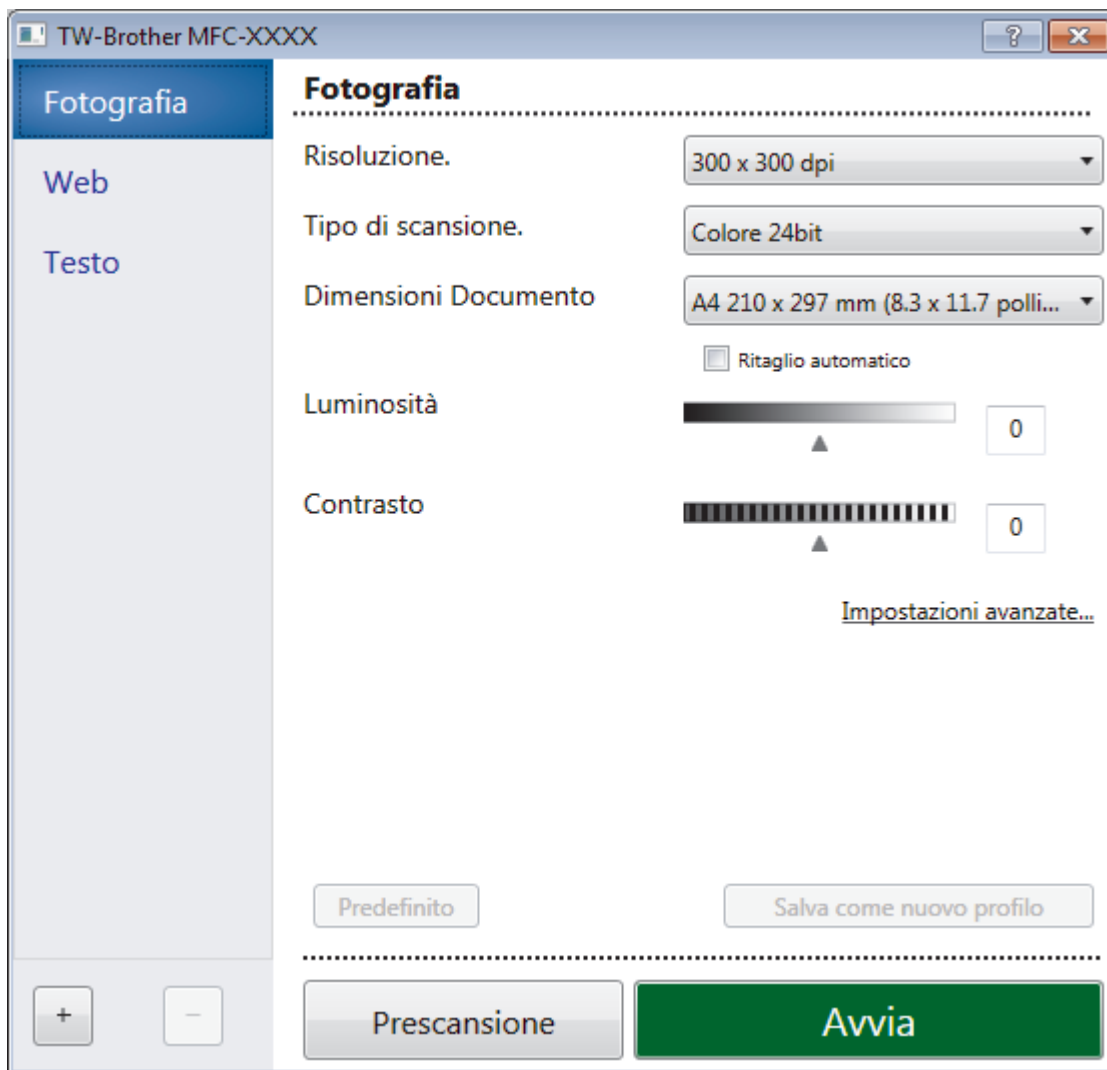 TW-Brother MFC-XXXX
?
Fotografia
Web
Testo
Fotografia
Risoluzione.
300 x 300 dpi
Tipo di scansione.
Colore 24bit
Dimensioni Documento
A4 210 x 297 mm (8.3 x 11.7 polli...
Ritaglio automatico
Luminosità
0
Contrasto
0
Impostazioni avanzate...
Predefinito
Salva come nuovo profilo
+
−
Prescansione
Avvia